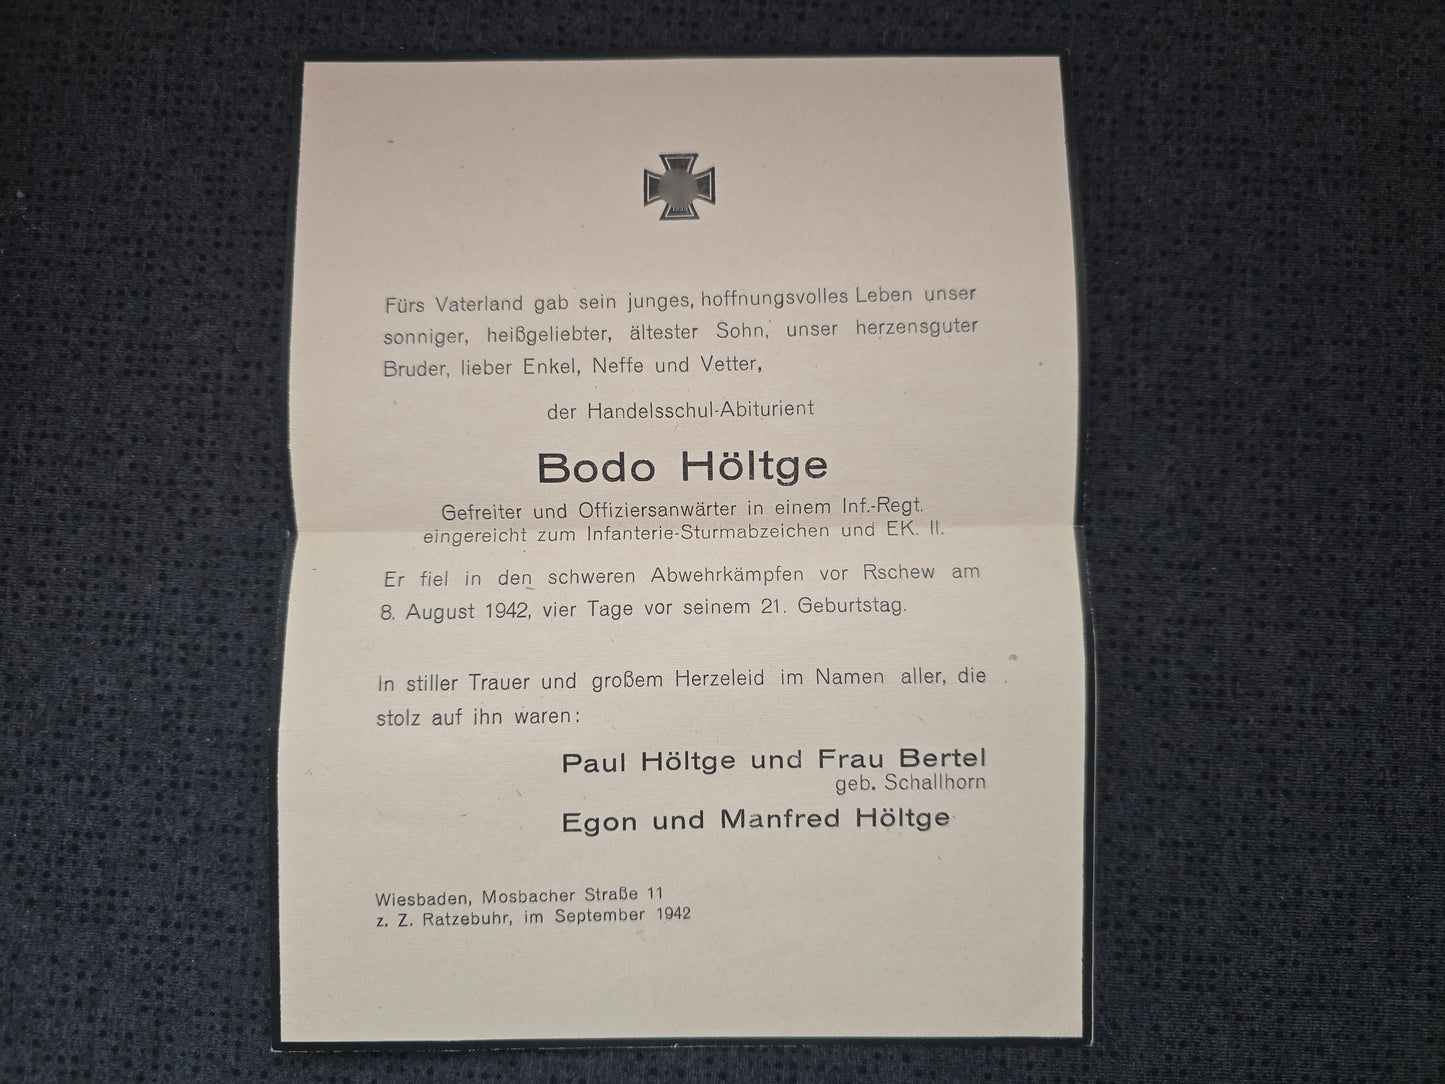 Fürs Vaterland gab sein junges, hoffnungsvolles Leben unser
sonniger, heißgeliebter, ältester Sohn, unser herzensguter
Bruder, lieber Enkel, Neffe und Vetter,
der Handelsschul-Abiturient
Bodo Höltge
Gefreiter und Offiziersanwärter in einem Inf.-Regt.
eingereicht zum Infanterie-Sturmabzeichen und EK. II.
Er fiel in den schweren Abwehrkämpfen vor Rschew am
8. August 1942, vier Tage vor seinem 21. Geburtstag.
In stiller Trauer und großem Herzeleid im Namen aller, die
stolz auf ihn waren:
Paul Höltge und Frau Bertel
geb. Schallhorn
Egon und Manfred Höltge
Wiesbaden, Mosbacher Straße 11
z. Z. Ratzebuhr, im September 1942